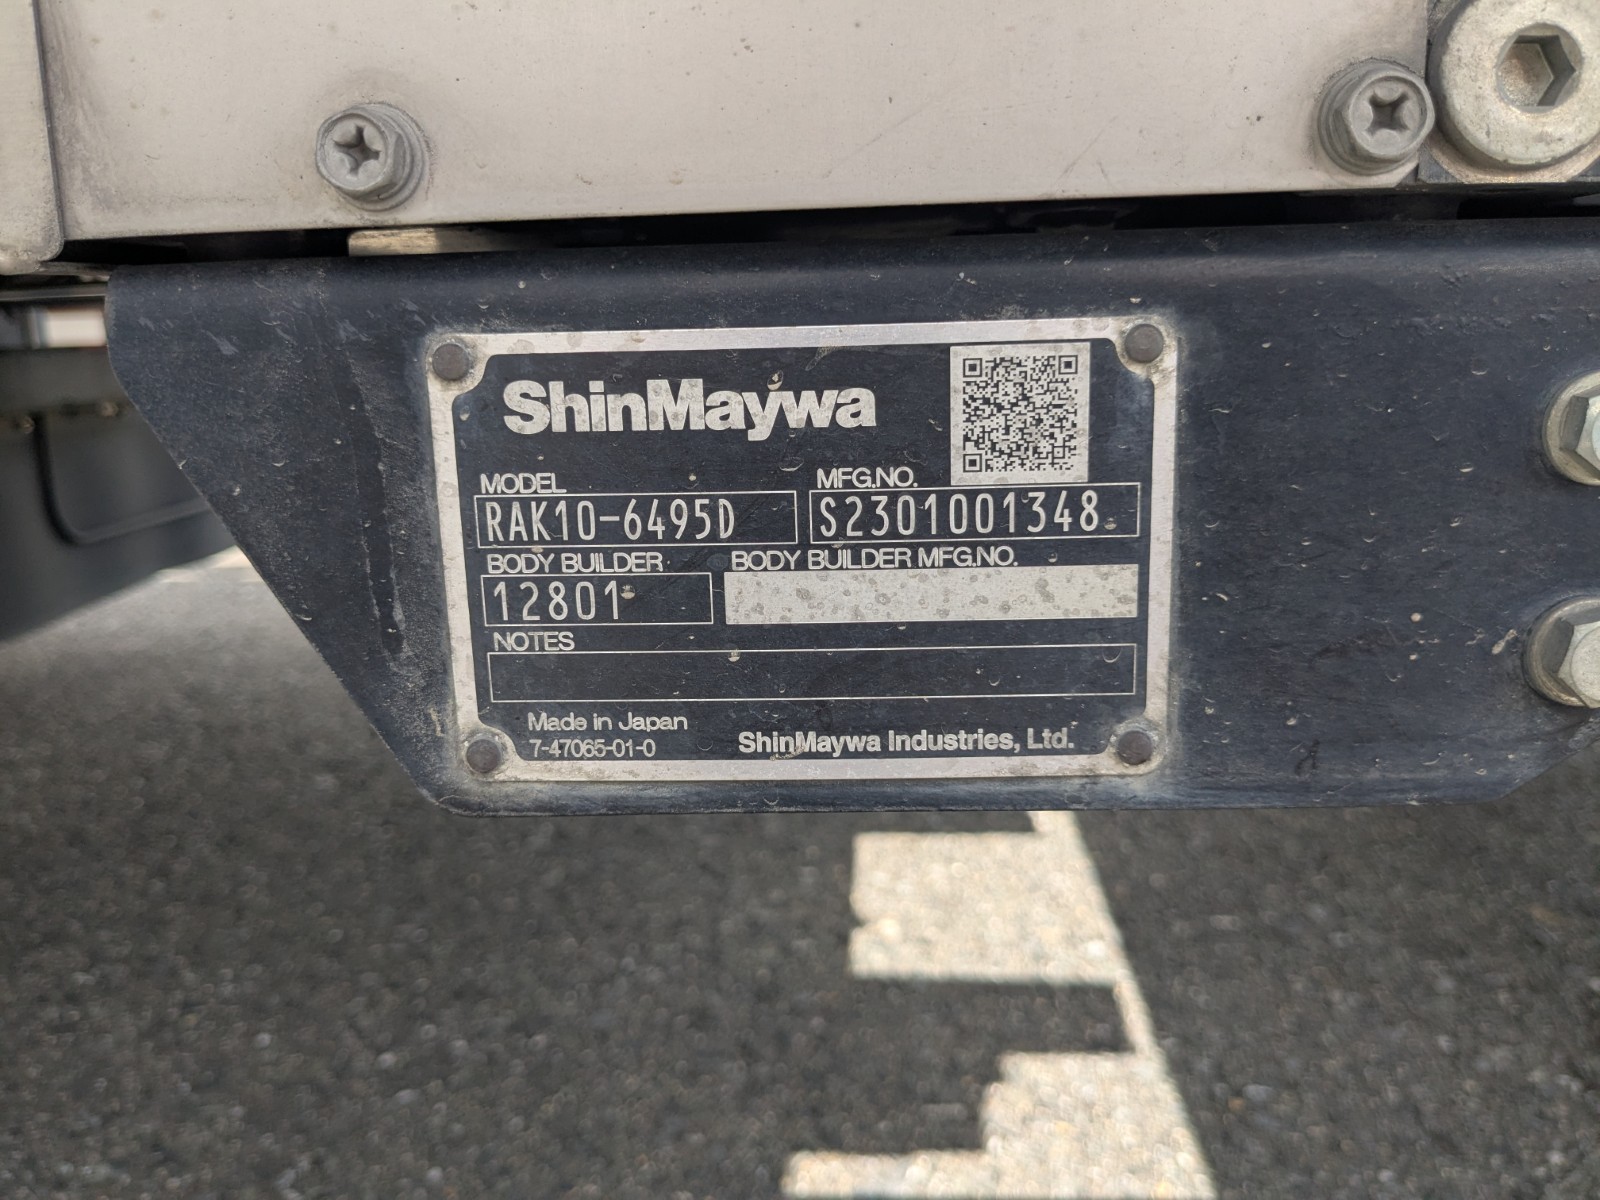 ShinMaywa
MODEL MFG.NO.
RAK10-6495D S2301001348
BODY BUILDER BODY BUILDER MFG.NO.
12801
NOTES
Made in Japan
7-47065-01-0 ShinMaywa Industries, Ltd.